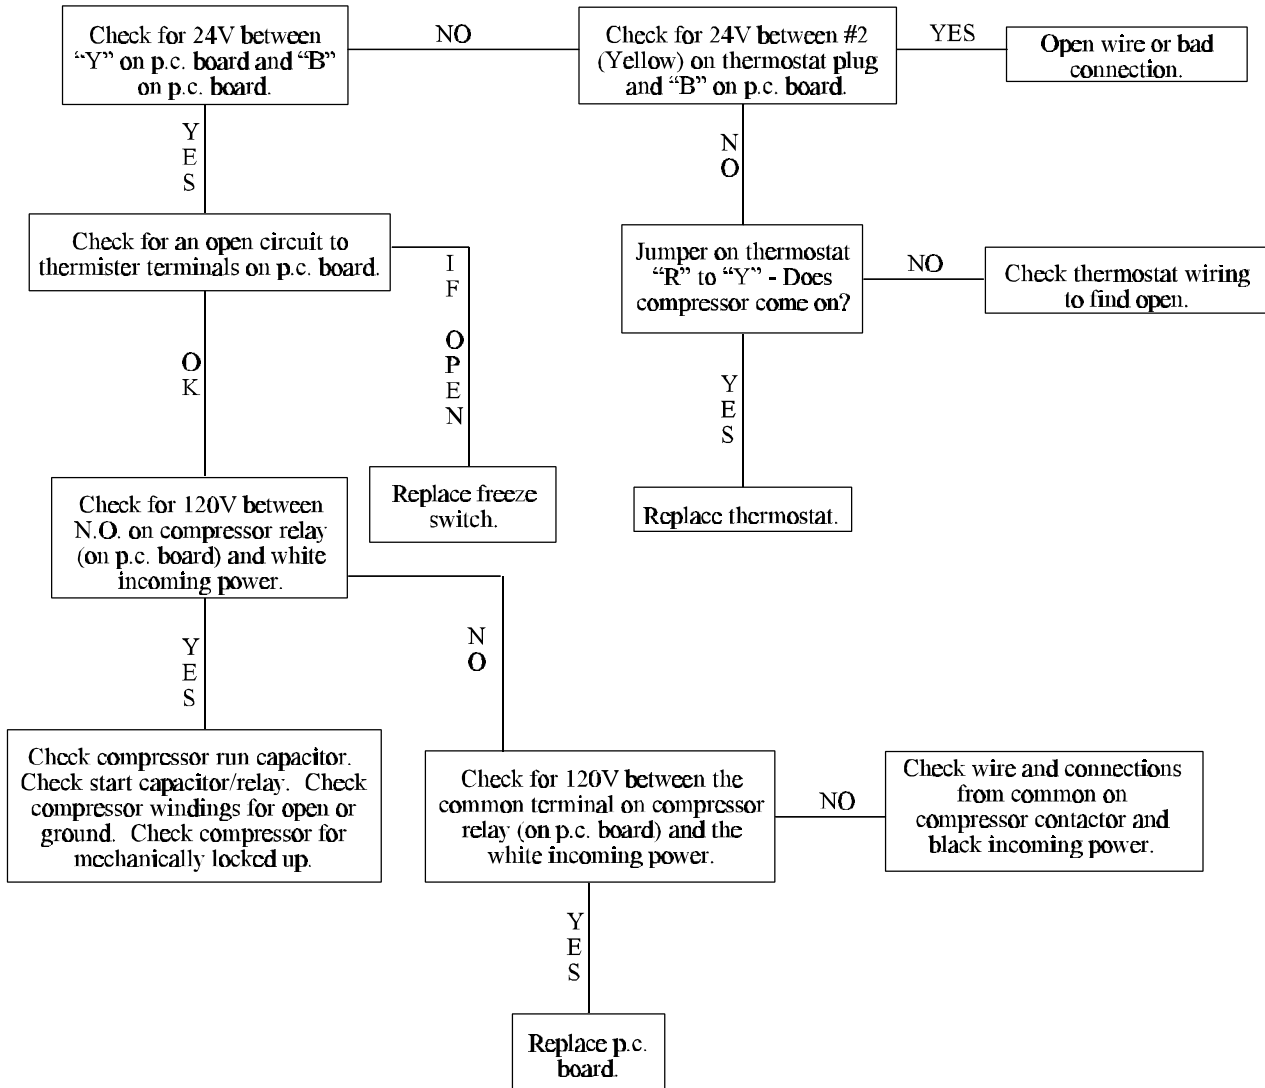 Check for 24V between
“Y” on p.c. board and “B”
on p.c. board.
NO
Check for 24V between #2
(Yellow) on thermostat plug
and “B” on p.c. board.
YES
Open wire or bad
connection.
YES
NO
Check for an open circuit to
thermister terminals on p.c. board.
IF OPEN
Jumper on thermostat
“R” to “Y” - Does
compressor come on?
NO
Check thermostat wiring
to find open.
OK
YES
Check for 120V between
N.O. on compressor relay
(on p.c. board) and white
incoming power.
Replace freeze
switch.
Replace thermostat.
YES
NO
Check compressor run capacitor.
Check start capacitor/relay. Check
compressor windings for open or
ground. Check compressor for
mechanically locked up.
Check for 120V between the
common terminal on compressor
relay (on p.c. board) and the
white incoming power.
NO
Check wire and connections
from common on
compressor contactor and
black incoming power.
YES
Replace p.c.
board.